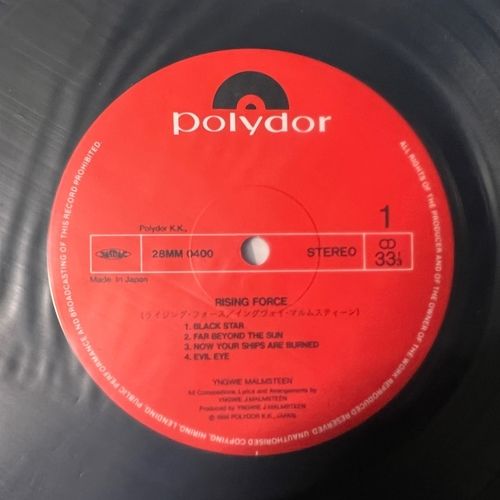 polydor
Polydor K.K.,
1
28MM 0400
STEREO
33 1/3
Made In Japan
RISING FORCE
(ライジング・フォース/イングヴェイ・マルムスティーン)
1. BLACK STAR
2. FAR BEYOND THE SUN
3. NOW YOUR SHIPS ARE BURNED
4. EVIL EYE
YNGWIE MALMSTEEN
All Compositions, Lyrics and Arrangements by
YNGWIE J.MALMSTEEN
Produced by YNGWIE J.MALMSTEEN
POLYDOR K.K., JAPAN.
ALL RIGHTS OF THE PRODUCER AND OF THE OWNER OF THE WORK REPRODUCED RESERVED. UNAUTHORISED COPYING, HIRING, LENDING, PUBLIC PERFORMANCE AND BROADCASTING OF THIS RECORD PROHIBITED.